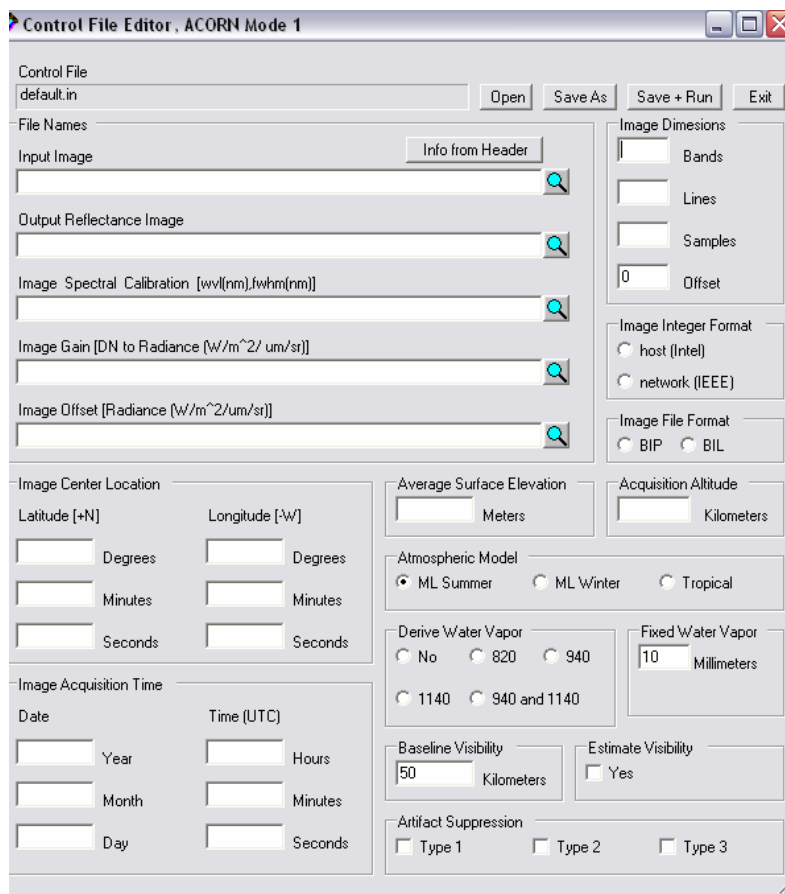 Control File Editor, ACORN Mode 1
Control File
default.in
Open
Save As
Save + Run
Exit
File Names
Info from Header
Input Image
Output Reflectance Image
Image Spectral Calibration [wvl(nm),fwhm(nm)]
Image Gain [DN to Radiance (W/m^2/ um/sr)]
Image Offset [Radiance (W/m^2/um/sr)]
Image Dimesions
Bands
Lines
Samples
0 Offset
Image Integer Format
host (Intel)
network (IEEE)
Image File Format
BIP BIL
Image Center Location
Latitude [+N] Longitude [-W]
Degrees Degrees
Minutes Minutes
Seconds Seconds
Average Surface Elevation
Meters
Acquisition Altitude
Kilometers
Atmospheric Model
ML Summer ML Winter Tropical
Derive Water Vapor
No 820 940
1140 940 and 1140
Fixed Water Vapor
10 Millimeters
Image Acquisition Time
Date Time (UTC)
Year Hours
Month Minutes
Day Seconds
Baseline Visibility
50 Kilometers
Estimate Visibility
Yes
Artifact Suppression
Type 1 Type 2 Type 3